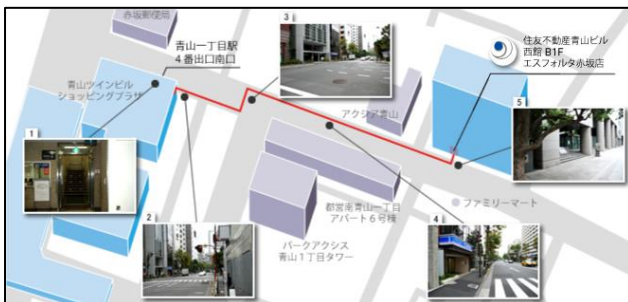 赤坂郵便局
青山一丁目駅
4番出口南口
青山ツインビル
ショッピングプラザ
1
2
3
アクシア青山
住友不動産青山ビル
西館 B1F
エスフォルタ赤坂店
5
都営南青山一丁目
アパート6号棟
パークアクシス
青山1丁目タワー
4
ファミリーマート